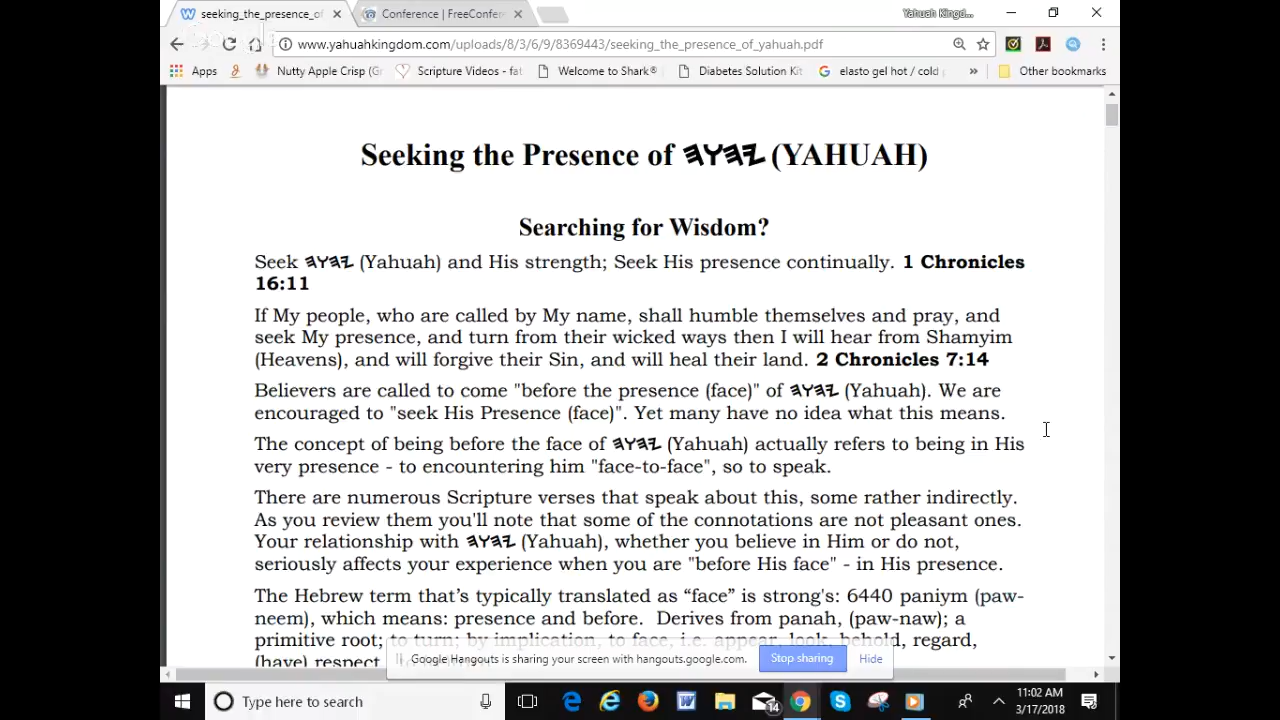 seeking_the_presence_of
Conference | FreeConfer
Yahuah Kingd...
www.yahuahkingdom.com/uploads/8/3/6/9/8369443/seeking_the_presence_of_yahuah.pdf
Apps Nutty Apple Crisp (Gr Scripture Videos - fat Welcome to Shark® Diabetes Solution Kit elasto gel hot / cold » Other bookmarks
Seeking the Presence of 𐤉𐤄𐤅𐤄 (YAHUAH)
Searching for Wisdom?
Seek 𐤉𐤄𐤅𐤄 (Yahuah) and His strength; Seek His presence continually. 1 Chronicles
16:11
If My people, who are called by My name, shall humble themselves and pray, and
seek My presence, and turn from their wicked ways then I will hear from Shamyim
(Heavens), and will forgive their Sin, and will heal their land. 2 Chronicles 7:14
Believers are called to come "before the presence (face)" of 𐤉𐤄𐤅𐤄 (Yahuah). We are
encouraged to "seek His Presence (face)". Yet many have no idea what this means.
The concept of being before the face of 𐤉𐤄𐤅𐤄 (Yahuah) actually refers to being in His
very presence - to encountering him "face-to-face", so to speak.
There are numerous Scripture verses that speak about this, some rather indirectly.
As you review them you'll note that some of the connotations are not pleasant ones.
Your relationship with 𐤉𐤄𐤅𐤄 (Yahuah), whether you believe in Him or do not,
seriously affects your experience when you are "before His face" - in His presence.
The Hebrew term that’s typically translated as “face” is strong's: 6440 paniym (paw-
neem), which means: presence and before. Derives from panah, (paw-naw); a
primitive root; to turn; by implication, to face, i.e. appear, look, behold, regard,
(have) respect
Google Hangouts is sharing your screen with hangouts.google.com. Stop sharing Hide
Type here to search
14
11:02 AM
3/17/2018